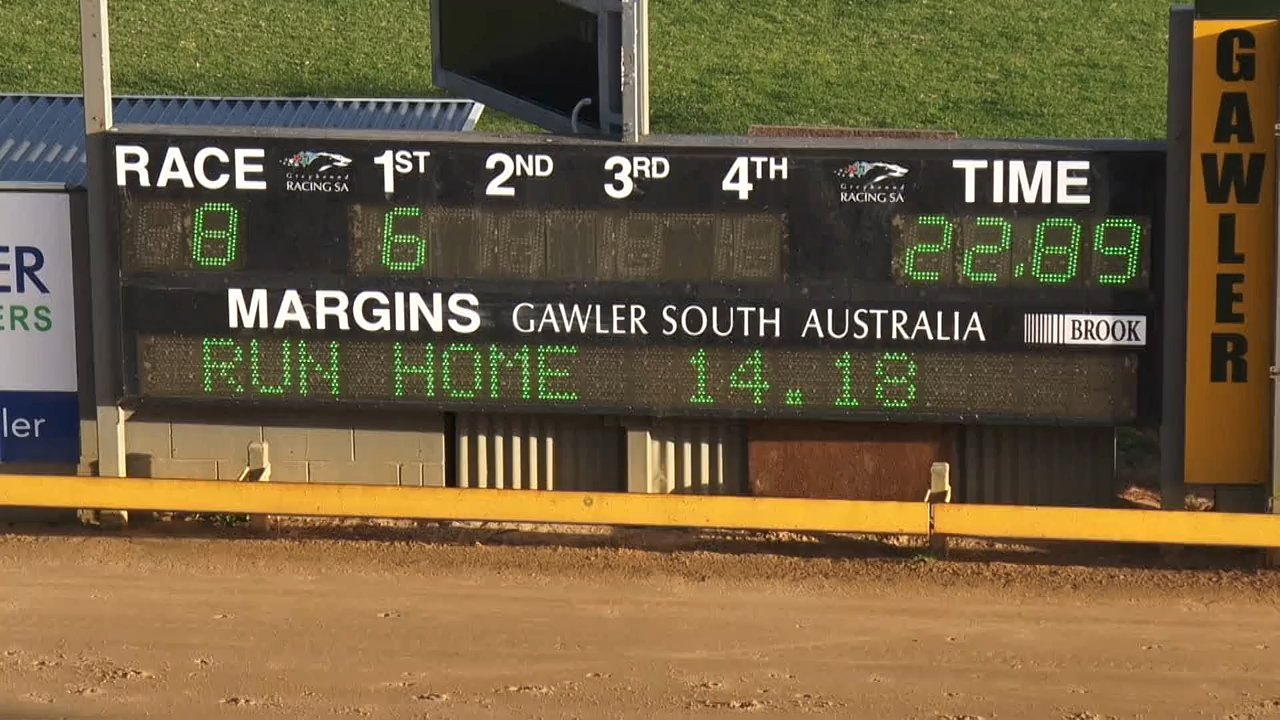 RACE Greyhound RACING SA 1ST 2ND 3RD 4TH Greyhound RACING SA TIME
8 6 22.89
MARGINS GAWLER SOUTH AUSTRALIA BROOK
RUN HOME 14.18
GAWLER
ER
ERS
ler